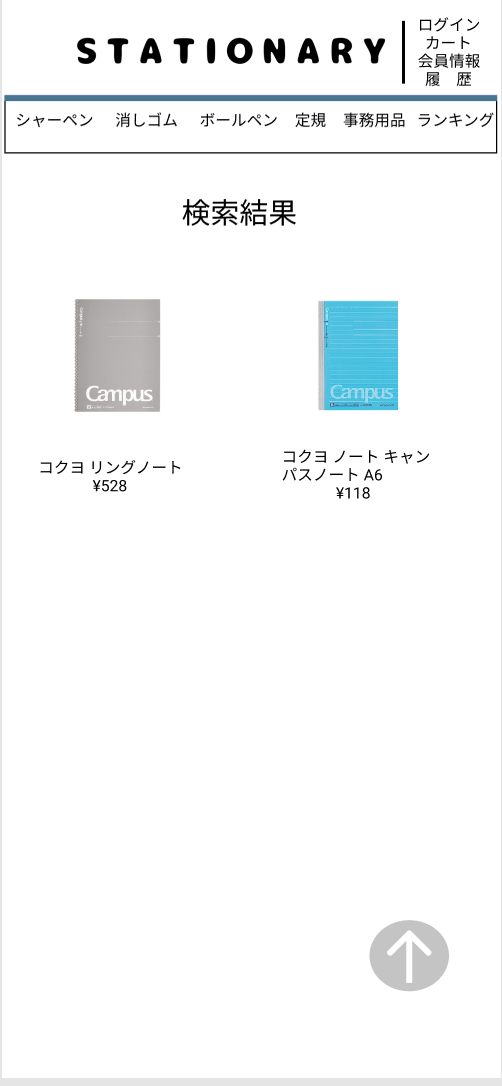 STATIONARY
ログイン
カート
会員情報
履　歴
シャーペン 消しゴム ボールペン 定規 事務用品 ランキング
検索結果
Campus
Campus
コクヨ リングノート
¥528
コクヨ ノート キャン
パスノート A6
¥118